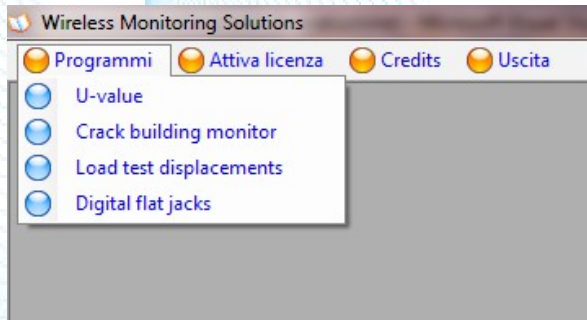 Wireless Monitoring Solutions
Programmi Attiva licenza Credits Uscita
U-value
Crack building monitor
Load test displacements
Digital flat jacks